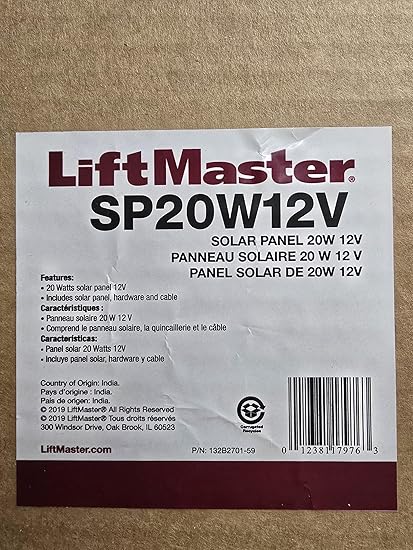 LiftMaster®
SP20W12V
SOLAR PANEL 20W 12V
PANNEAU SOLAIRE 20 W 12 V
PANEL SOLAR DE 20W 12V
Features:
• 20 Watts solar panel 12V
• Includes solar panel, hardware and cable
Caractéristiques :
• Panneau solaire 20 W 12 V
• Comprend le panneau solaire, la quincaillerie et le câble
Características:
• Panel solar 20 Watts 12V
• Incluye panel solar, hardware y cable
Country of Origin: India.
Pays d'origine : India.
País de origen: India.
© 2019 LiftMaster® All Rights Reserved
© 2019 LiftMaster® Tous droits réservés
300 Windsor Drive, Oak Brook, IL 60523
Corrugated
Recycles
LiftMaster.com
P/N: 132B2701-59
0 12381 17976 3